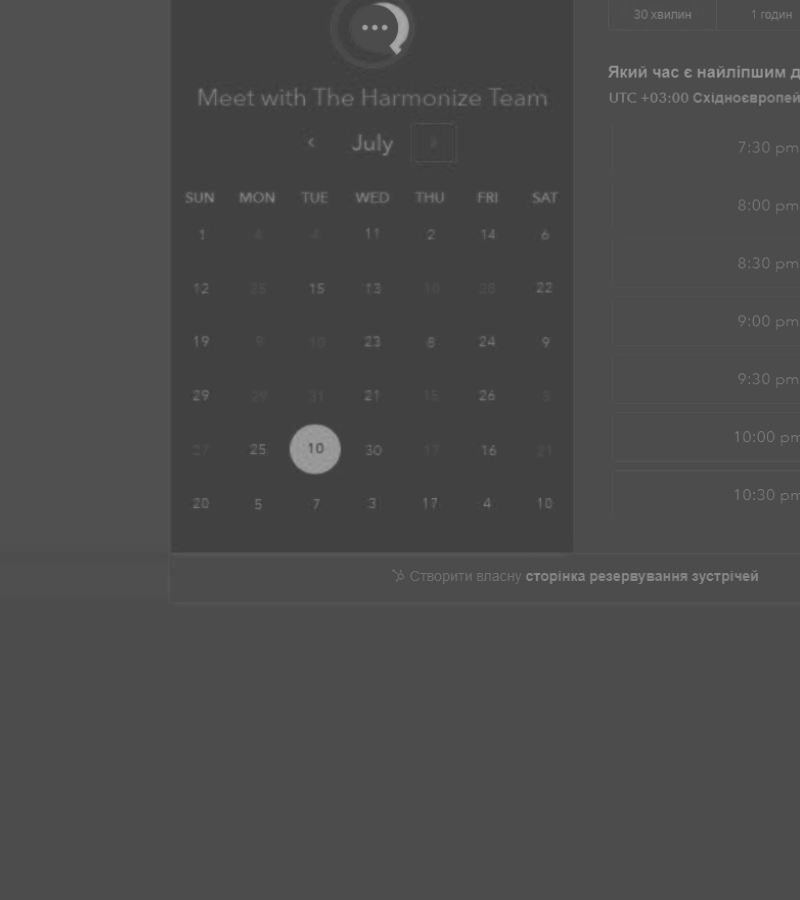 30 хвилин 1 годин
Meet with The Harmonize Team
Який час є найліпшим д
UTC +03:00 Східноєвропей
July
7:30 pm
SUN MON TUE WED THU FRI SAT
8:00 pm
1 4 4 11 2 14 6
8:30 pm
12 15 13 10 28 22
9:00 pm
19 9 10 23 8 24 9
9:30 pm
29 31 21 15 26
10:00 pm
27 25 10 30 17 16 21
10:30 pm
20 5 7 3 17 4 10
Створити власну сторінка резервування зустрічей